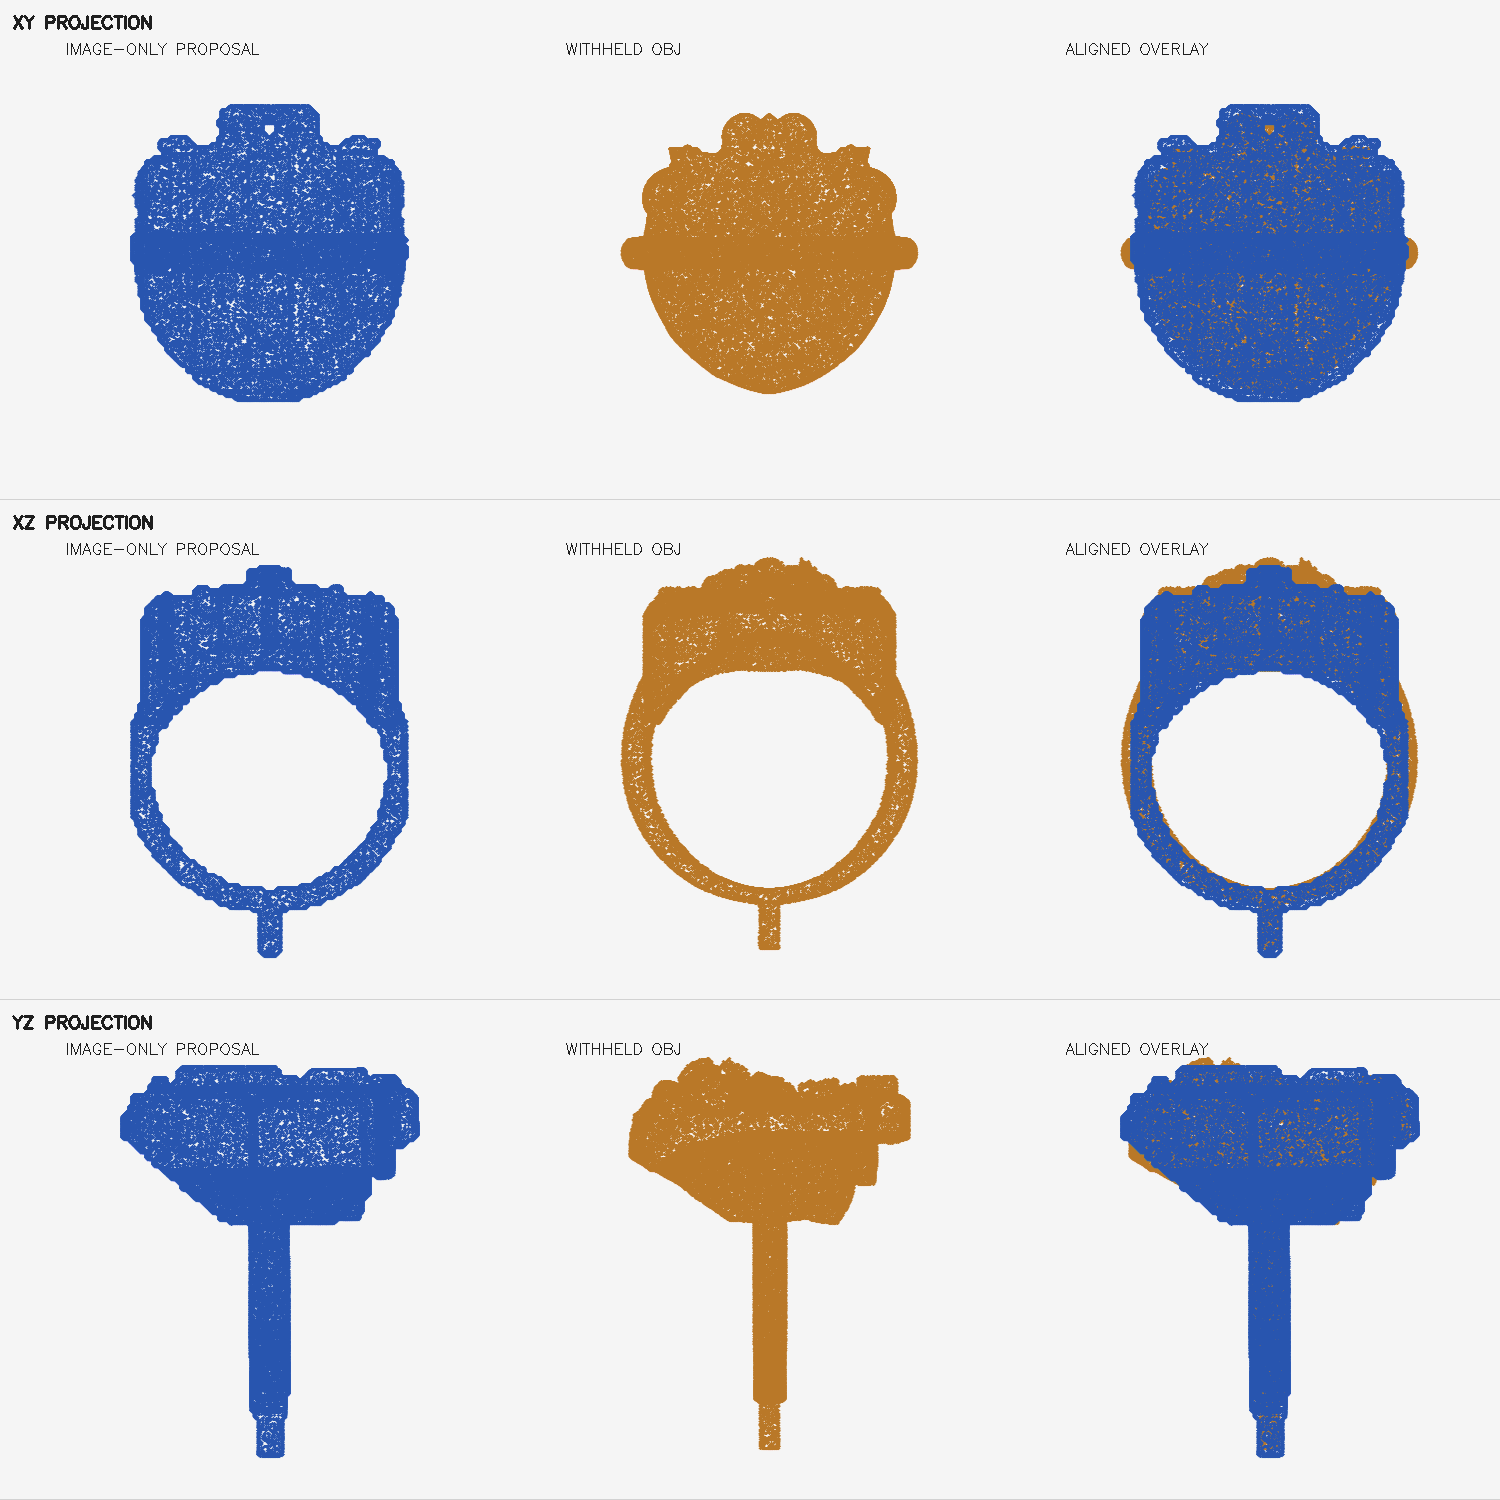 XY PROJECTION
IMAGE-ONLY PROPOSAL
WITHHELD OBJ
ALIGNED OVERLAY
XZ PROJECTION
IMAGE-ONLY PROPOSAL
WITHHELD OBJ
ALIGNED OVERLAY
YZ PROJECTION
IMAGE-ONLY PROPOSAL
WITHHELD OBJ
ALIGNED OVERLAY